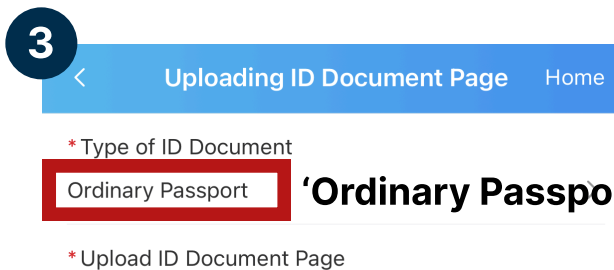 3
Uploading ID Document Page Home
* Type of ID Document
Ordinary Passport ‘Ordinary Passpo
* Upload ID Document Page